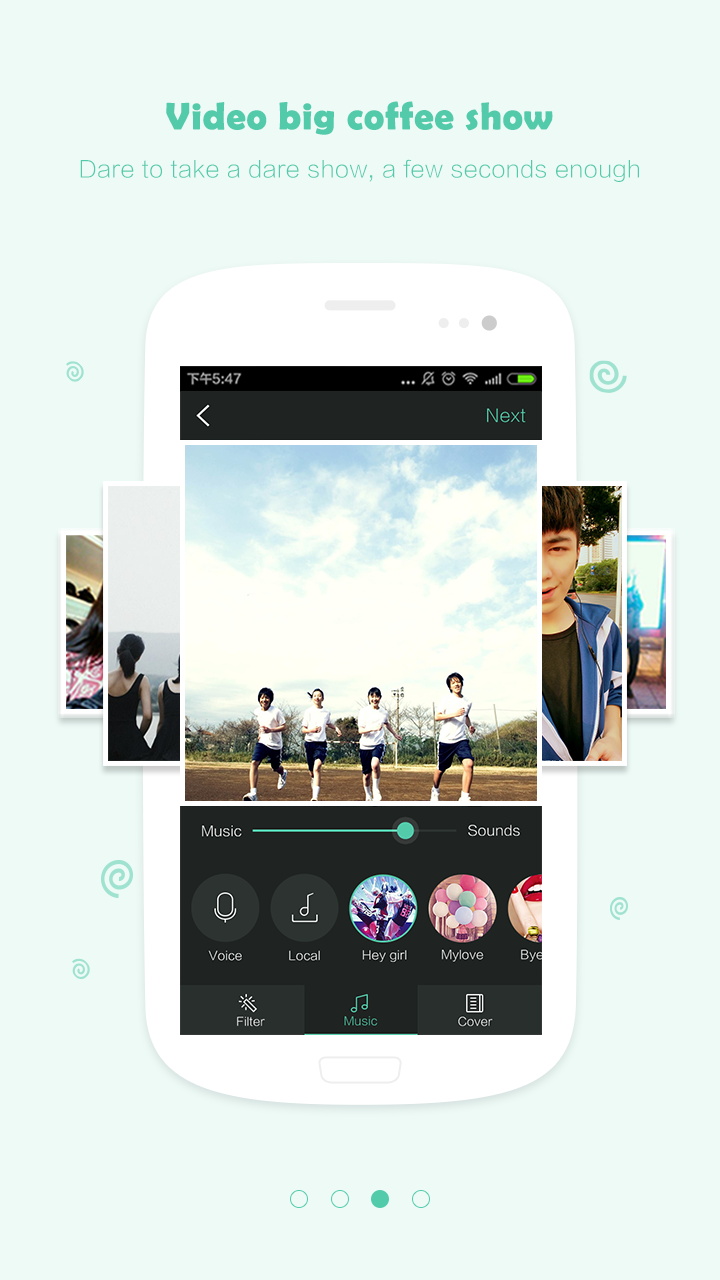 Video big coffee show
Dare to take a dare show, a few seconds enough
下午5:47
Next
Music
Sounds
Voice
Local
Hey girl
Mylove
Bye
Filter
Music
Cover